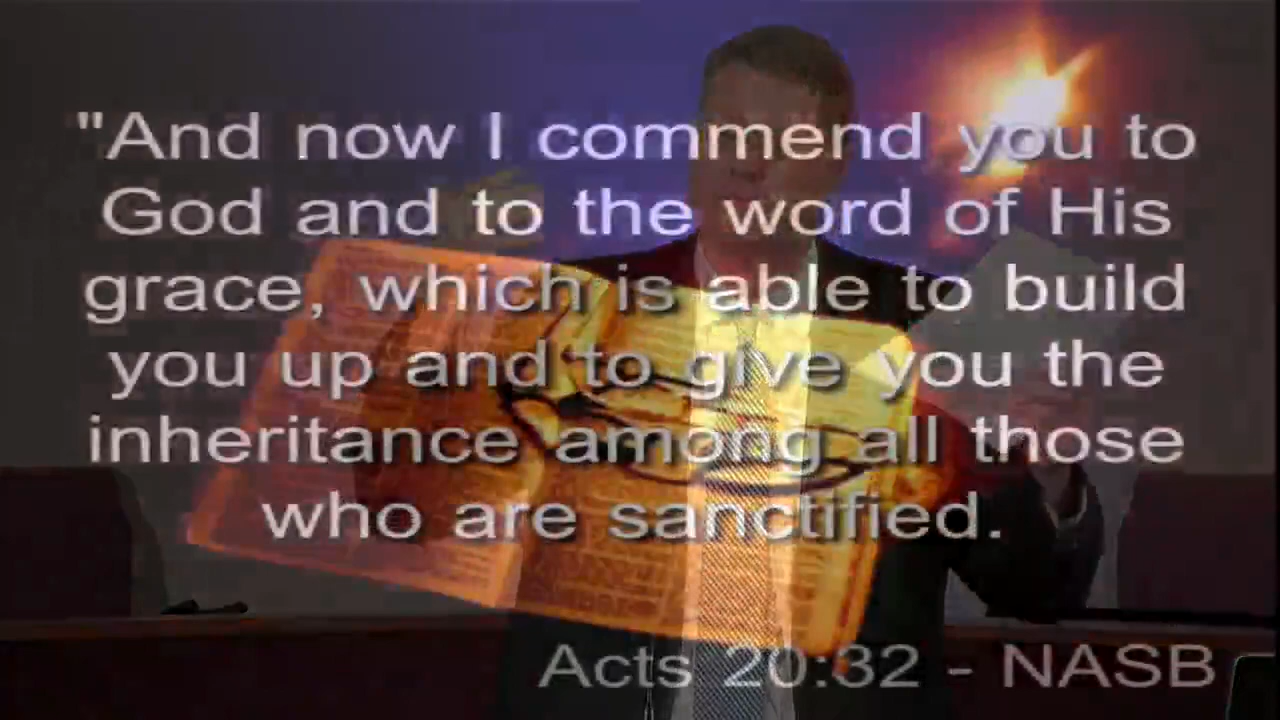 "And now I commend you to
God and to the word of His
grace, which is able to build
you up and to give you the
inheritance among all those
who are sanctified.
Acts 20:32 - NASB